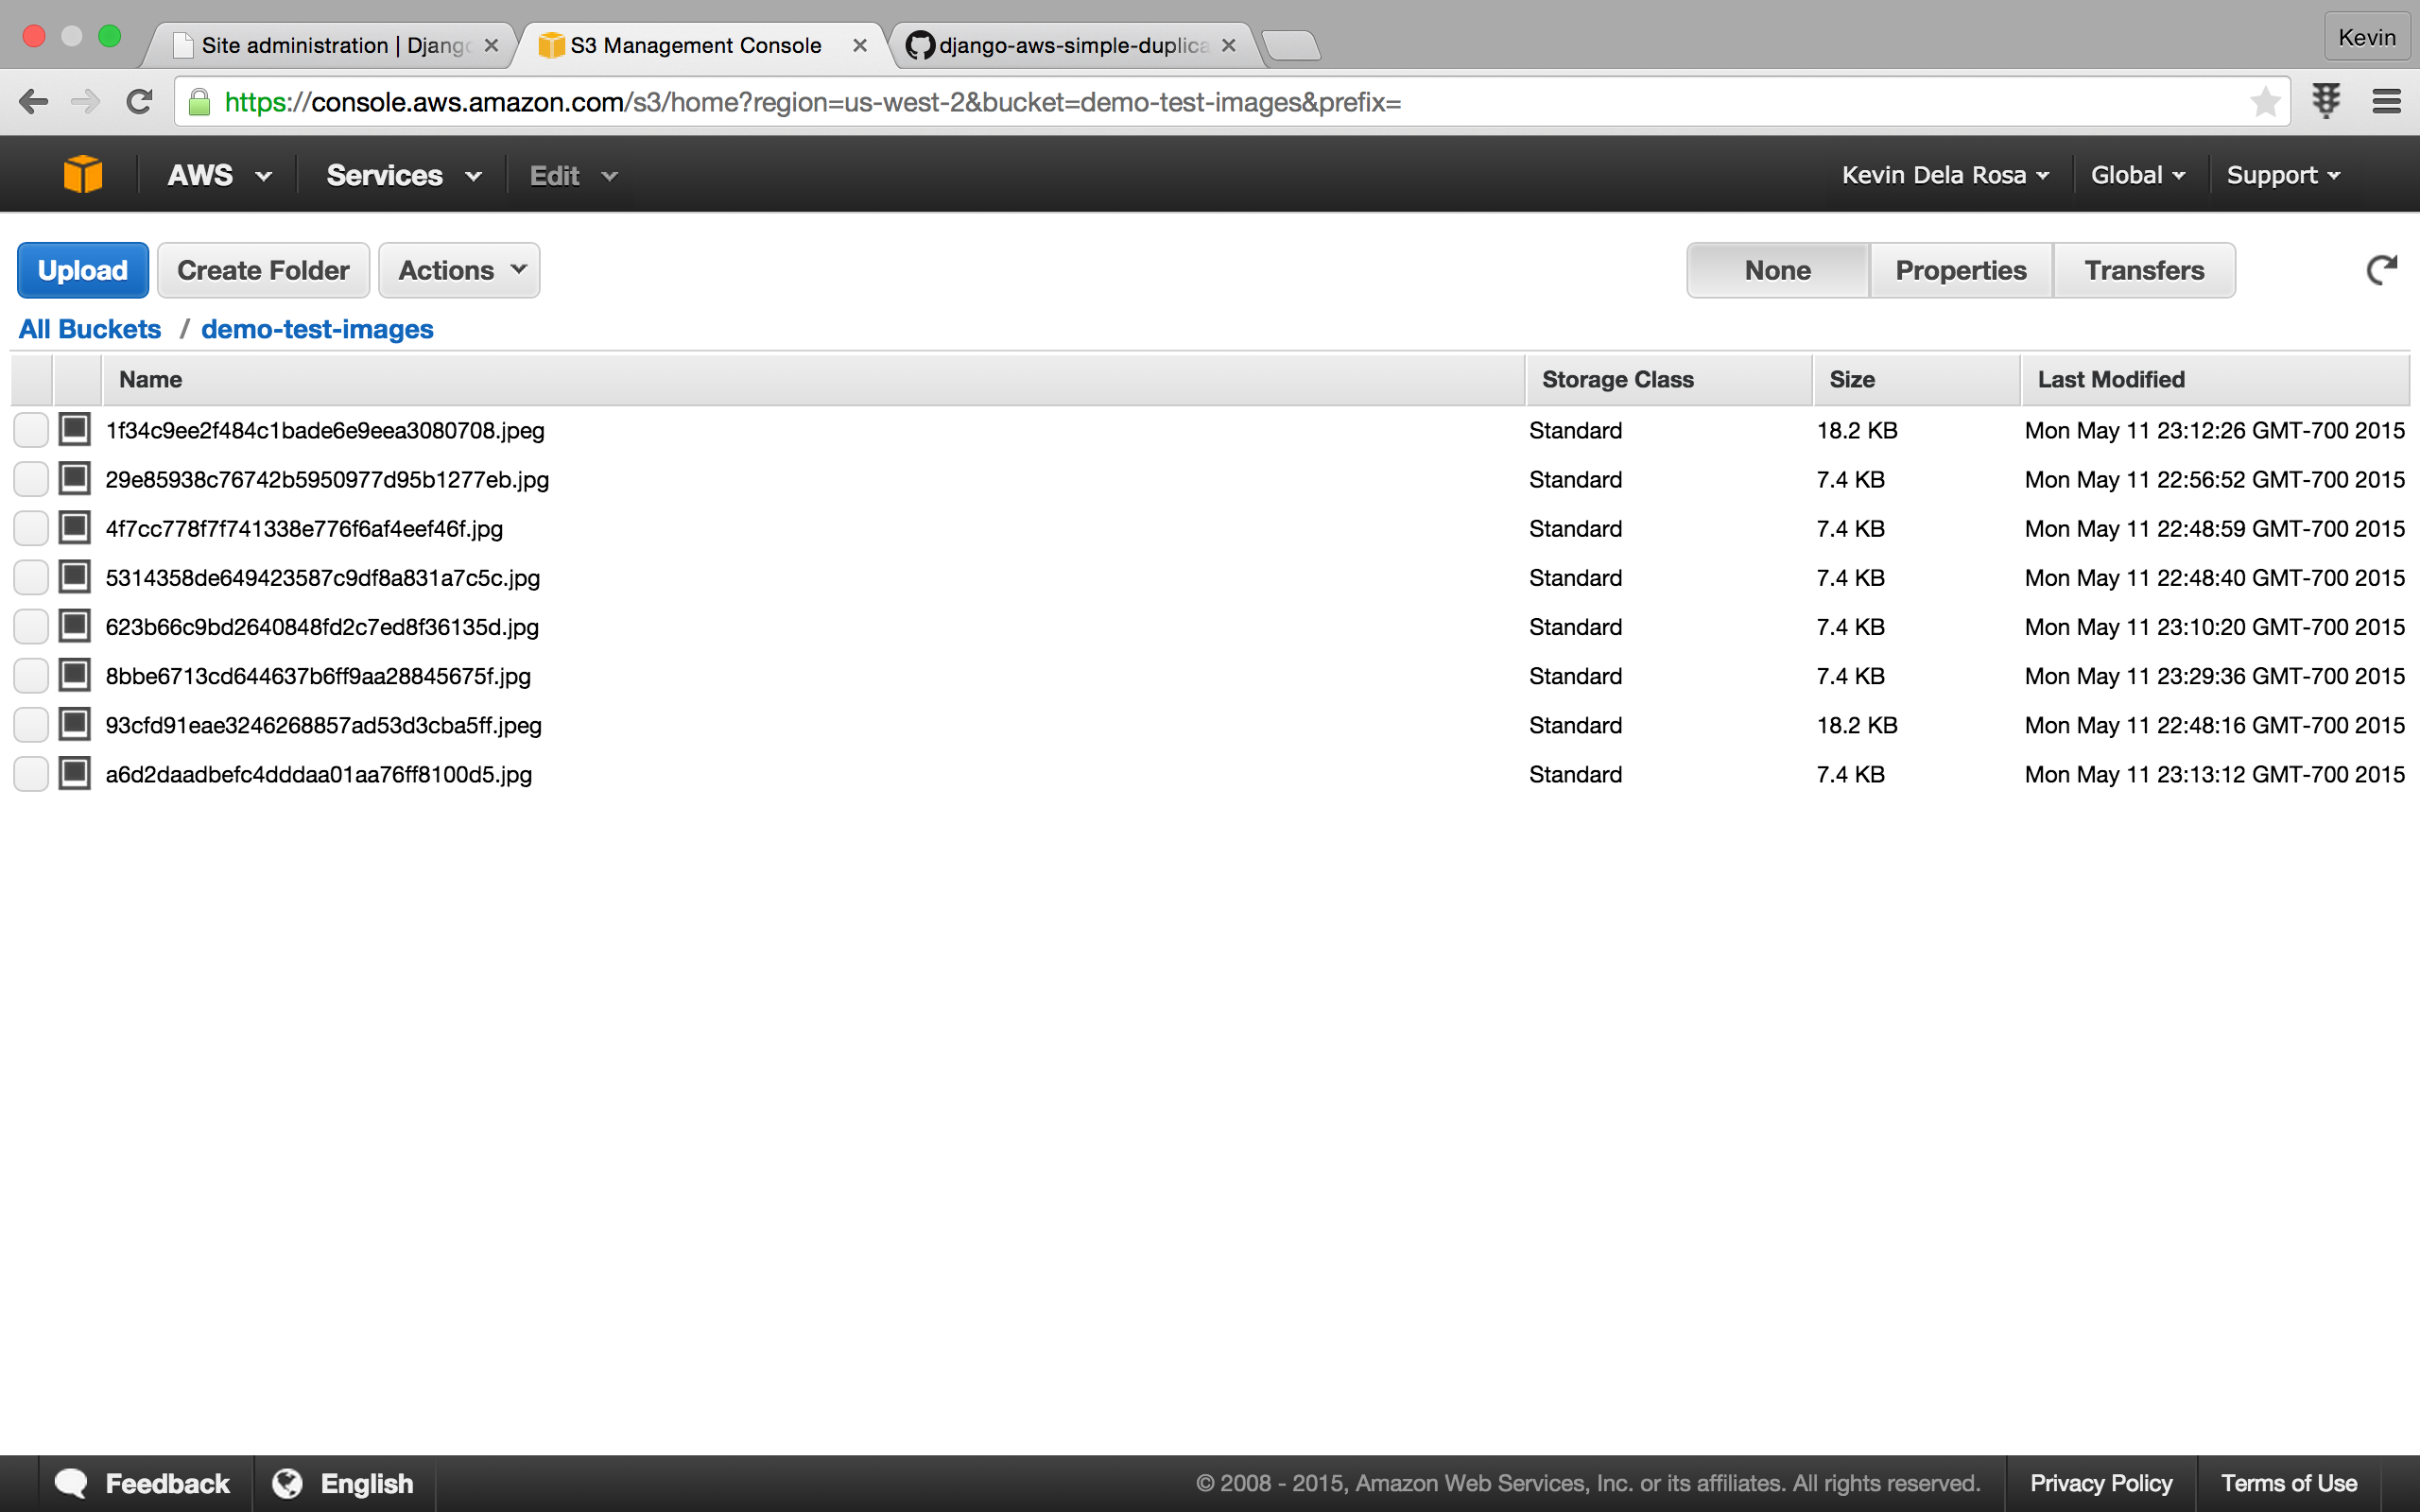 Site administration | Django
S3 Management Console
django-aws-simple-duplica
Kevin
https://console.aws.amazon.com/s3/home?region=us-west-2&bucket=demo-test-images&prefix=
AWS Services Edit Kevin Dela Rosa Global Support
Upload Create Folder Actions None Properties Transfers
All Buckets / demo-test-images
Name Storage Class Size Last Modified
1f34c9ee2f484c1bade6e9eea3080708.jpeg Standard 18.2 KB Mon May 11 23:12:26 GMT-700 2015
29e85938c76742b5950977d95b1277eb.jpg Standard 7.4 KB Mon May 11 22:56:52 GMT-700 2015
4f7cc778f7f741338e776f6af4eef46f.jpg Standard 7.4 KB Mon May 11 22:48:59 GMT-700 2015
5314358de649423587c9df8a831a7c5c.jpg Standard 7.4 KB Mon May 11 22:48:40 GMT-700 2015
623b66c9bd2640848fd2c7ed8f36135d.jpg Standard 7.4 KB Mon May 11 23:10:20 GMT-700 2015
8bbe6713cd644637b6ff9aa28845675f.jpg Standard 7.4 KB Mon May 11 23:29:36 GMT-700 2015
93cfd91eae3246268857ad53d3cba5ff.jpeg Standard 18.2 KB Mon May 11 22:48:16 GMT-700 2015
a6d2daadbefc4dddaa01aa76ff8100d5.jpg Standard 7.4 KB Mon May 11 23:13:12 GMT-700 2015
Feedback English © 2008 - 2015, Amazon Web Services, Inc. or its affiliates. All rights reserved. Privacy Policy Terms of Use